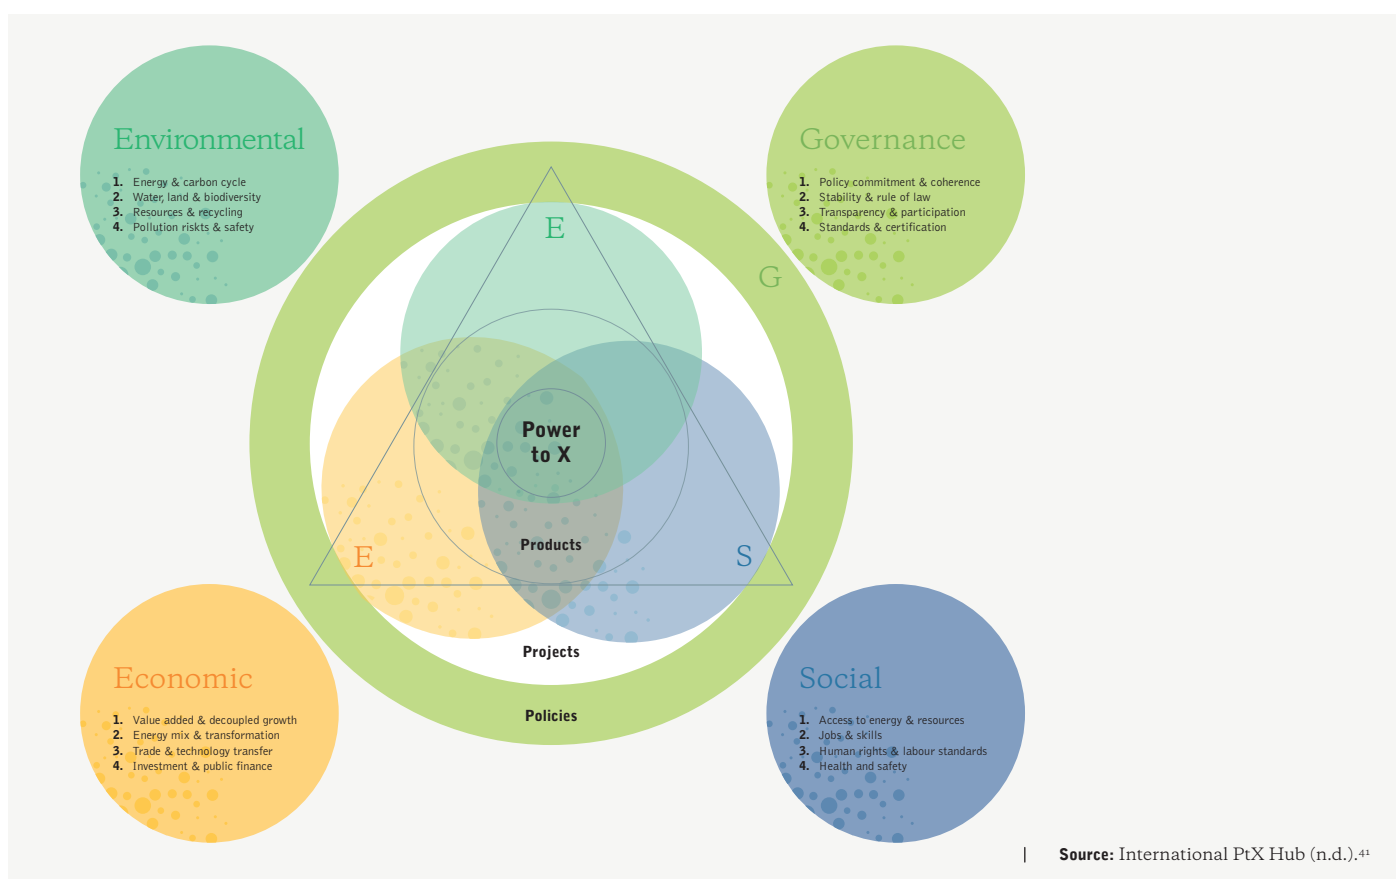 Environmental
1. Energy & carbon cycle
2. Water, land & biodiversity
3. Resources & recycling
4. Pollution riskts & safety
Governance
1. Policy commitment & coherence
2. Stability & rule of law
3. Transparency & participation
4. Standards & certification
E
G
Power
to X
Products
E
S
Projects
Policies
Economic
1. Value added & decoupled growth
2. Energy mix & transformation
3. Trade & technology transfer
4. Investment & public finance
Social
1. Access to energy & resources
2. Jobs & skills
3. Human rights & labour standards
4. Health and safety
| Source: International PtX Hub (n.d.).⁴¹